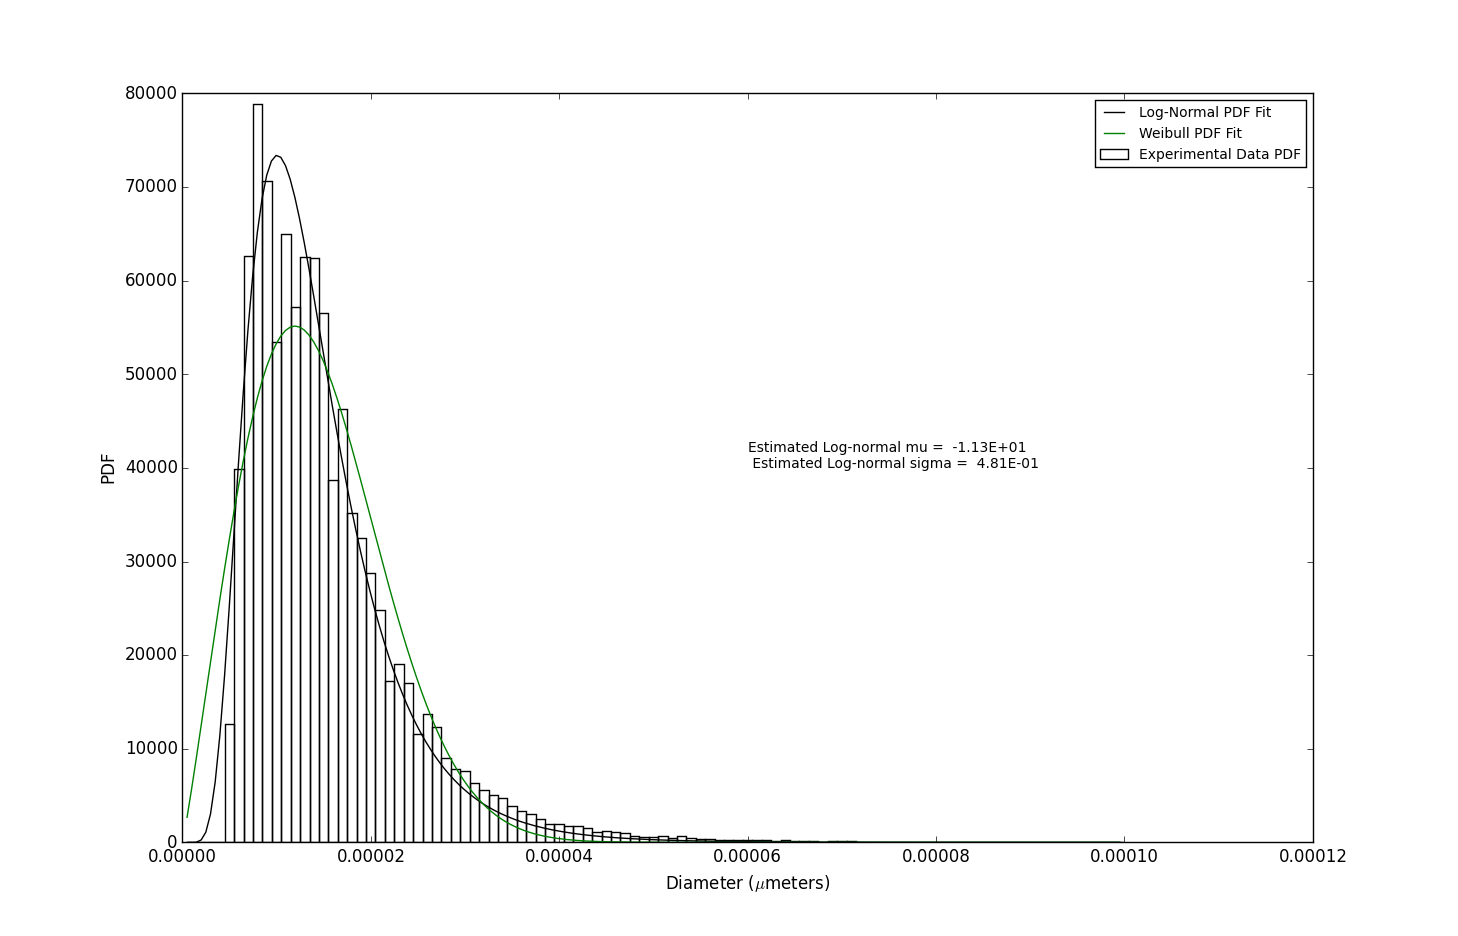 80000
70000
60000
50000
40000
30000
20000
10000
0
PDF
0.00000
0.00002
0.00004
0.00006
0.00008
0.00010
0.00012
Diameter (μmeters)
Log-Normal PDF Fit
Weibull PDF Fit
Experimental Data PDF
Estimated Log-normal mu = -1.13E+01
Estimated Log-normal sigma = 4.81E-01